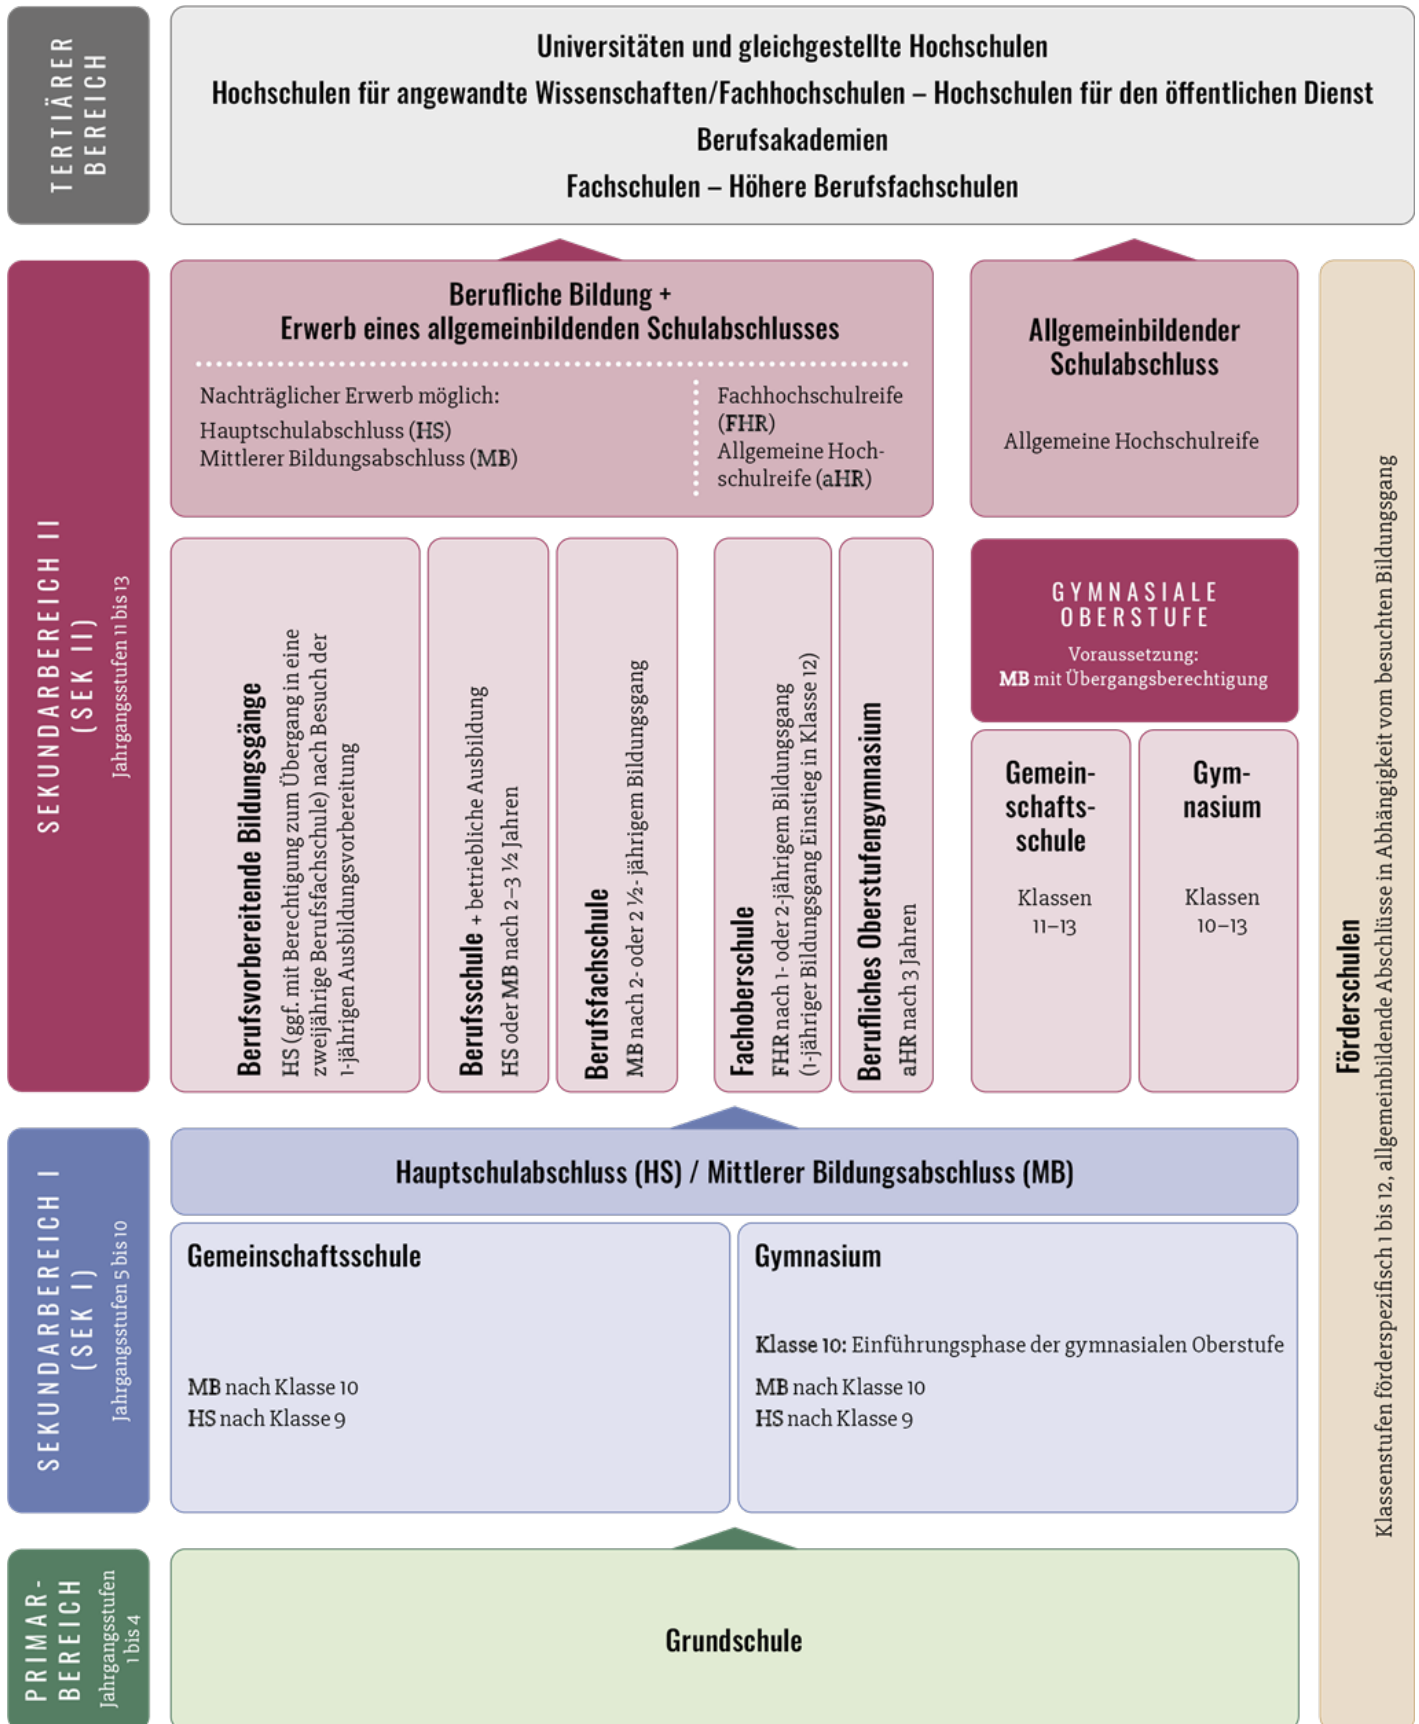 TERTIÄRER
BEREICH
Universitäten und gleichgestellte Hochschulen
Hochschulen für angewandte Wissenschaften/Fachhochschulen – Hochschulen für den öffentlichen Dienst
Berufsakademien
Fachschulen – Höhere Berufsfachschulen
SEKUNDARBEREICH II
(SEK II)
Jahrgangsstufen 11 bis 13
Berufliche Bildung +
Erwerb eines allgemeinbildenden Schulabschlusses
Nachträglicher Erwerb möglich:
Hauptschulabschluss (HS)
Mittlerer Bildungsabschluss (MB)
Fachhochschulreife
(FHR)
Allgemeine Hoch-
schulreife (aHR)
Allgemeinbildender
Schulabschluss
Allgemeine Hochschulreife
Berufsvorbereitende Bildungsgänge
HS (ggf. mit Berechtigung zum Übergang in eine
zweijährige Berufsfachschule) nach Besuch der
1-jährigen Ausbildungsvorbereitung
Berufsschule + betriebliche Ausbildung
HS oder MB nach 2–3 ½ Jahren
Berufsfachschule
MB nach 2- oder 2 ½- jährigem Bildungsgang
Fachoberschule
FHR nach 1- oder 2-jährigem Bildungsgang
(1-jähriger Bildungsgang Einstieg in Klasse 12)
Berufliches Oberstufengymnasium
aHR nach 3 Jahren
GYMNASIALE
OBERSTUFE
Voraussetzung:
MB mit Übergangsberechtigung
Gemein-
schafts-
schule
Klassen
11–13
Gym-
nasium
Klassen
10–13
Förderschulen
Klassenstufen förderspezifisch 1 bis 12, allgemeinbildende Abschlüsse in Abhängigkeit vom besuchten Bildungsgang
SEKUNDARBEREICH I
(SEK I)
Jahrgangsstufen 5 bis 10
Hauptschulabschluss (HS) / Mittlerer Bildungsabschluss (MB)
Gemeinschaftsschule
MB nach Klasse 10
HS nach Klasse 9
Gymnasium
Klasse 10: Einführungsphase der gymnasialen Oberstufe
MB nach Klasse 10
HS nach Klasse 9
PRIMAR-
BEREICH
Jahrgangsstufen
1 bis 4
Grundschule